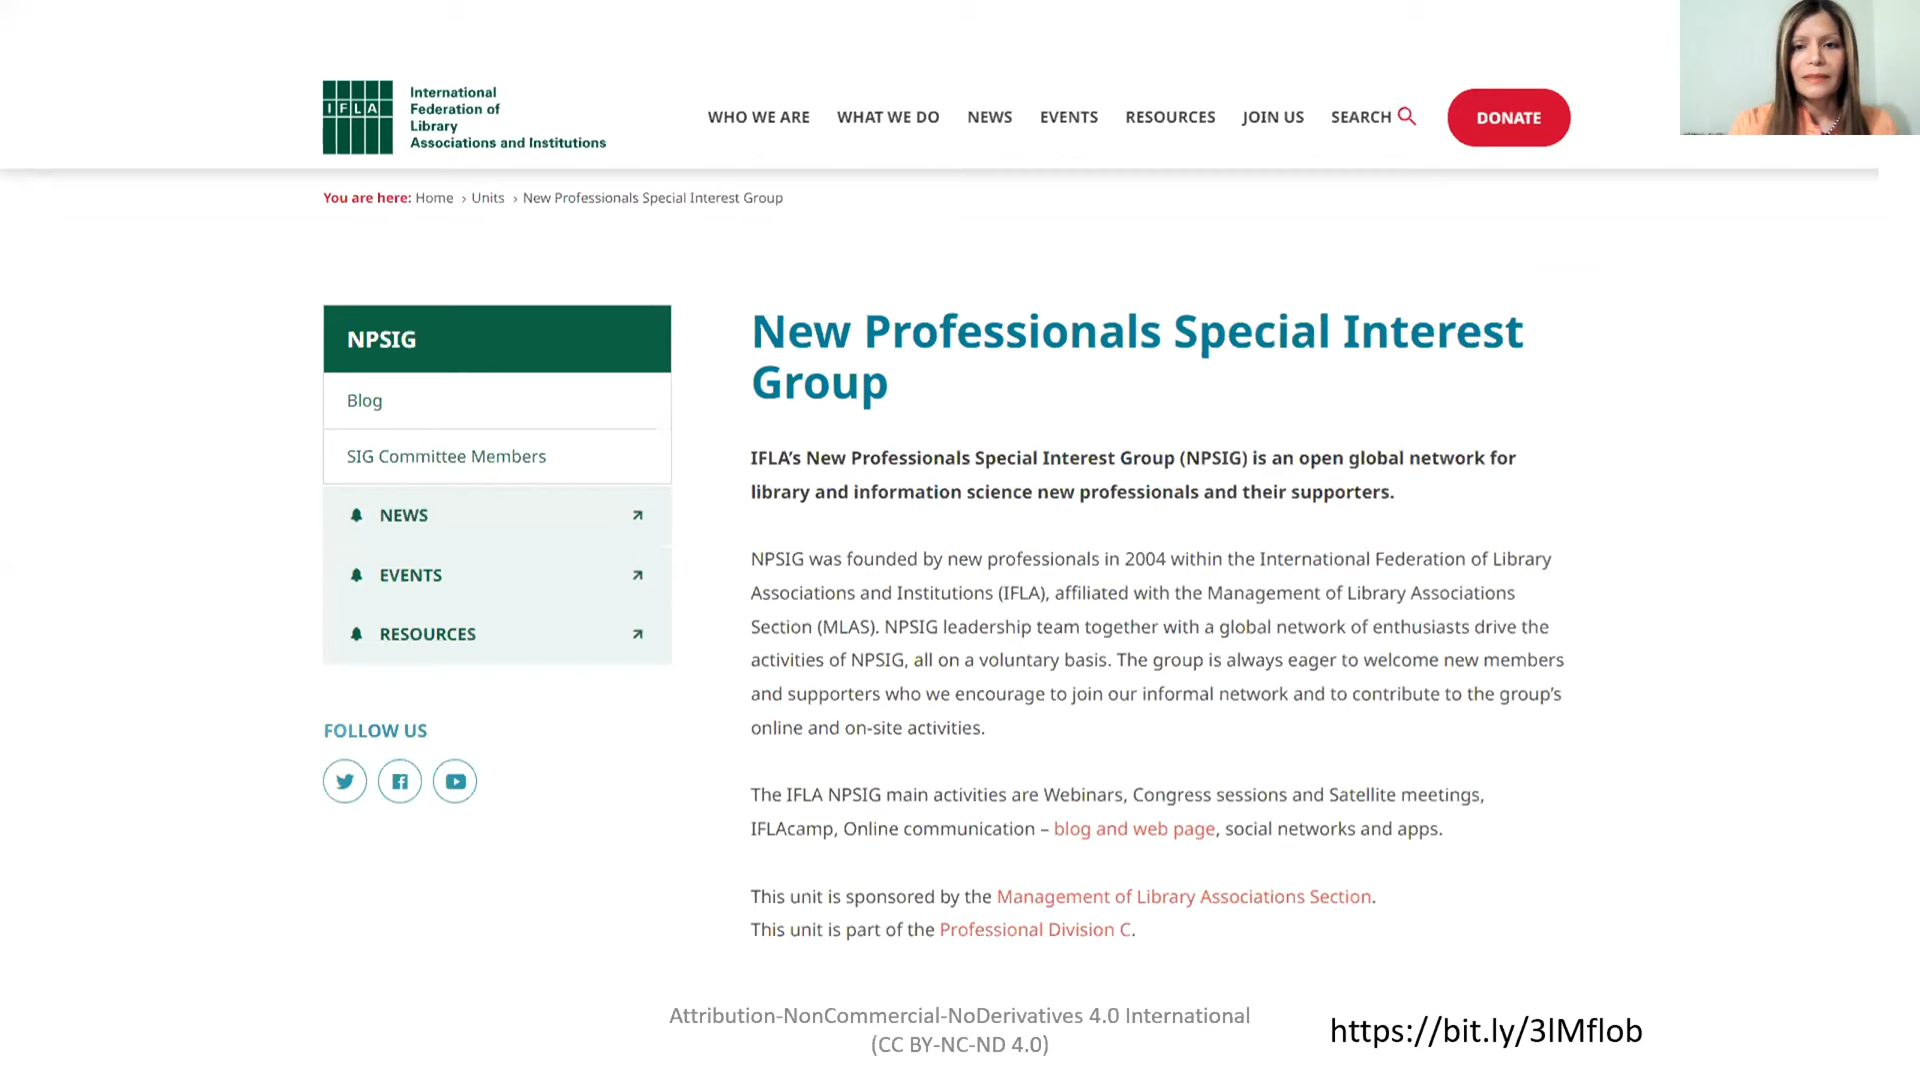 IFLA
International
Federation of
Library
Associations and Institutions
WHO WE ARE
WHAT WE DO
NEWS
EVENTS
RESOURCES
JOIN US
SEARCH
DONATE
You are here: Home › Units › New Professionals Special Interest Group
NPSIG
Blog
SIG Committee Members
NEWS
EVENTS
RESOURCES
FOLLOW US
New Professionals Special Interest
Group
IFLA’s New Professionals Special Interest Group (NPSIG) is an open global network for
library and information science new professionals and their supporters.
NPSIG was founded by new professionals in 2004 within the International Federation of Library
Associations and Institutions (IFLA), affiliated with the Management of Library Associations
Section (MLAS). NPSIG leadership team together with a global network of enthusiasts drive the
activities of NPSIG, all on a voluntary basis. The group is always eager to welcome new members
and supporters who we encourage to join our informal network and to contribute to the group’s
online and on-site activities.
The IFLA NPSIG main activities are Webinars, Congress sessions and Satellite meetings,
IFLAcamp, Online communication – blog and web page, social networks and apps.
This unit is sponsored by the Management of Library Associations Section.
This unit is part of the Professional Division C.
Attribution-NonCommercial-NoDerivatives 4.0 International
(CC BY-NC-ND 4.0)
https://bit.ly/3lMflob